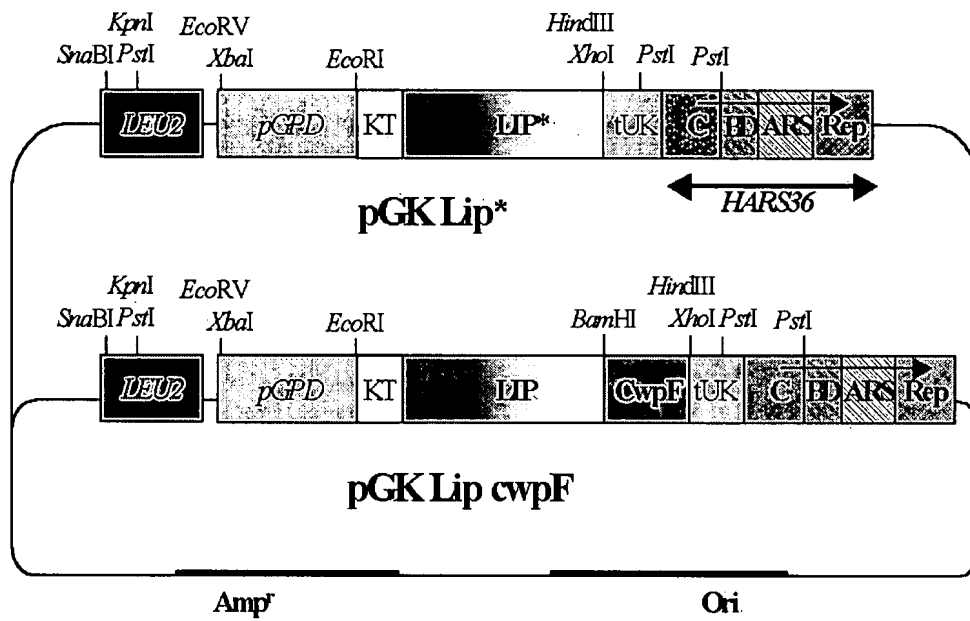 KpnI EcoRV HindIII
SnaBI PstI XbaI EcoRI XhoI PstI PstI
LEU2 pGPD KT LIP* tUK C HD ARS Rep
pGK Lip* HARS36
KpnI EcoRV HindIII
SnaBI PstI XbaI EcoRI BamHI XhoI PstI PstI
LEU2 pGPD KT LIP CwpF tUK C HD ARS Rep
pGK Lip cwpF
Ampr Ori